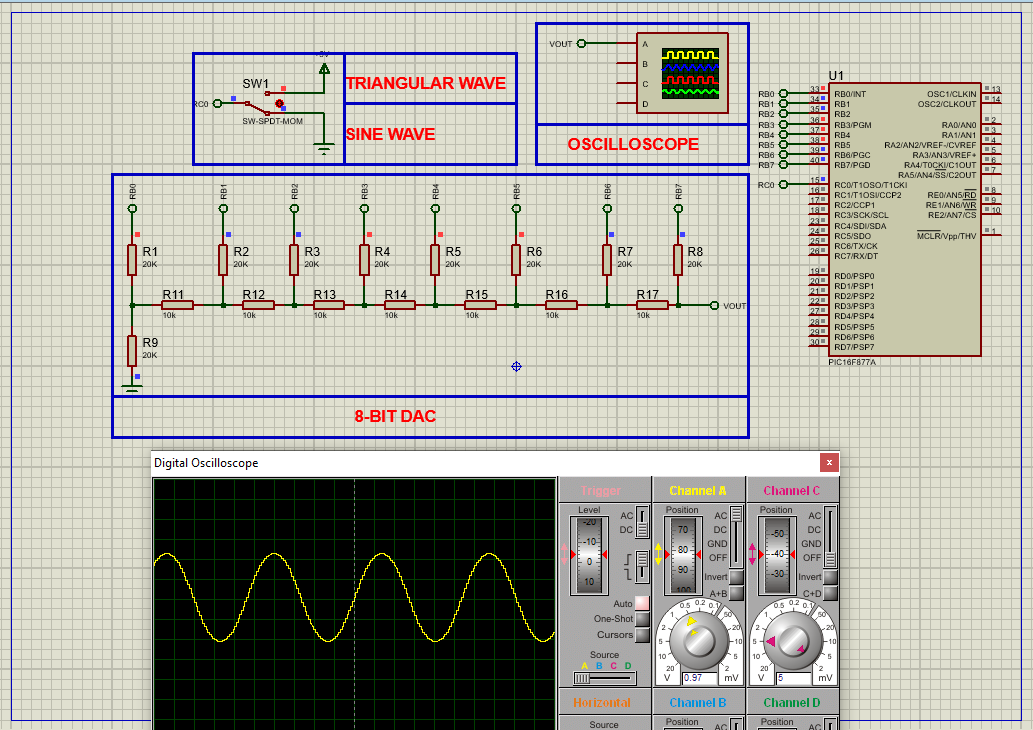 SW1
RC0
SW-SPDT-MOM
TRIANGULAR WAVE
SINE WAVE
VOUT
A
B
C
D
OSCILLOSCOPE
U1
RB0 33 RB0/INT
RB1 34 RB1
RB2 35 RB2
RB3 36 RB3/PGM
RB4 37 RB4
RB5 38 RB5
RB6 39 RB6/PGC
RB7 40 RB7/PGD
RC0 15 RC0/T1OSO/T1CKI
16 RC1/T1OSI/CCP2
17 RC2/CCP1
18 RC3/SCK/SCL
23 RC4/SDI/SDA
24 RC5/SDO
25 RC6/TX/CK
26 RC7/RX/DT
19 RD0/PSP0
20 RD1/PSP1
21 RD2/PSP2
22 RD3/PSP3
27 RD4/PSP4
28 RD5/PSP5
29 RD6/PSP6
30 RD7/PSP7
OSC1/CLKIN 13
OSC2/CLKOUT 14
RA0/AN0 2
RA1/AN1 3
RA2/AN2/VREF-/CVREF 4
RA3/AN3/VREF+ 5
RA4/T0CKI/C1OUT 6
RA5/AN4/SS/C2OUT 7
RE0/AN5/RD 8
RE1/AN6/WR 9
RE2/AN7/CS 10
MCLR/Vpp/THV 1
PIC16F877A
RB0 RB1 RB2 RB3 RB4 RB5 RB6 RB7
R1 R2 R3 R4 R5 R6 R7 R8
20K 20K 20K 20K 20K 20K 20K 20K
R11 R12 R13 R14 R15 R16 R17
VOUT
10k 10k 10k 10k 10k 10k 10k
R9
20K
8-BIT DAC
Digital Oscilloscope
x
Trigger
Level
AC
DC
-20
-10
0
10
Auto
One-Shot
Cursors
Source
A B C D
Horizontal
Source
Channel A
Position
AC
DC
GND
OFF
Invert
A+B
70
80
90
100
0.5 0.2 0.1
1 50
2 20
5 10
10 5
20 2
V 0.97 mV
Channel B
Position
AC
Channel C
Position
AC
DC
GND
OFF
Invert
C+D
-50
-40
-30
0.5 0.2 0.1
1 50
2 20
5 10
10 5
20 2
V 5 mV
Channel D
Position
AC